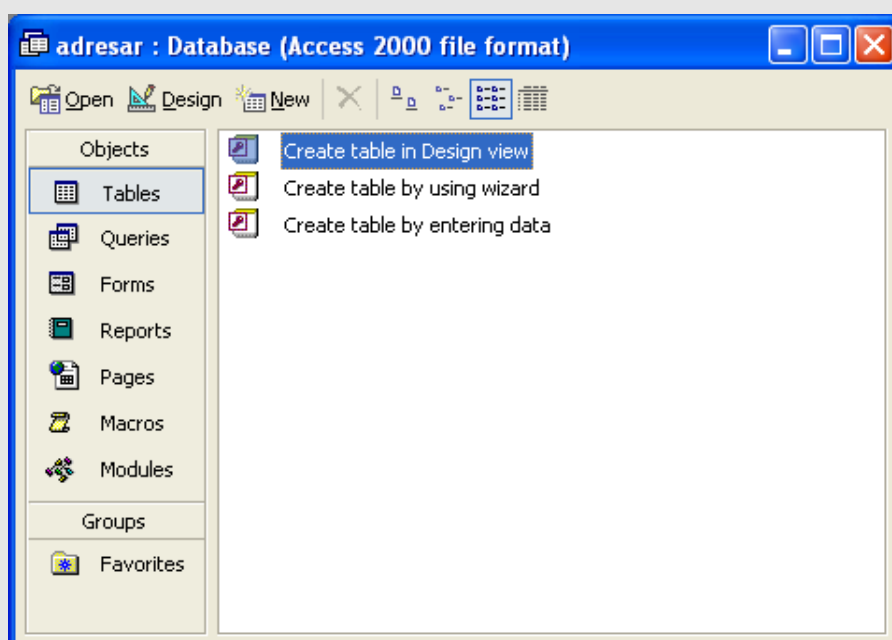 adresar : Database (Access 2000 file format)
Open Design New
Objects
Tables
Queries
Forms
Reports
Pages
Macros
Modules
Groups
Favorites
Create table in Design view
Create table by using wizard
Create table by entering data